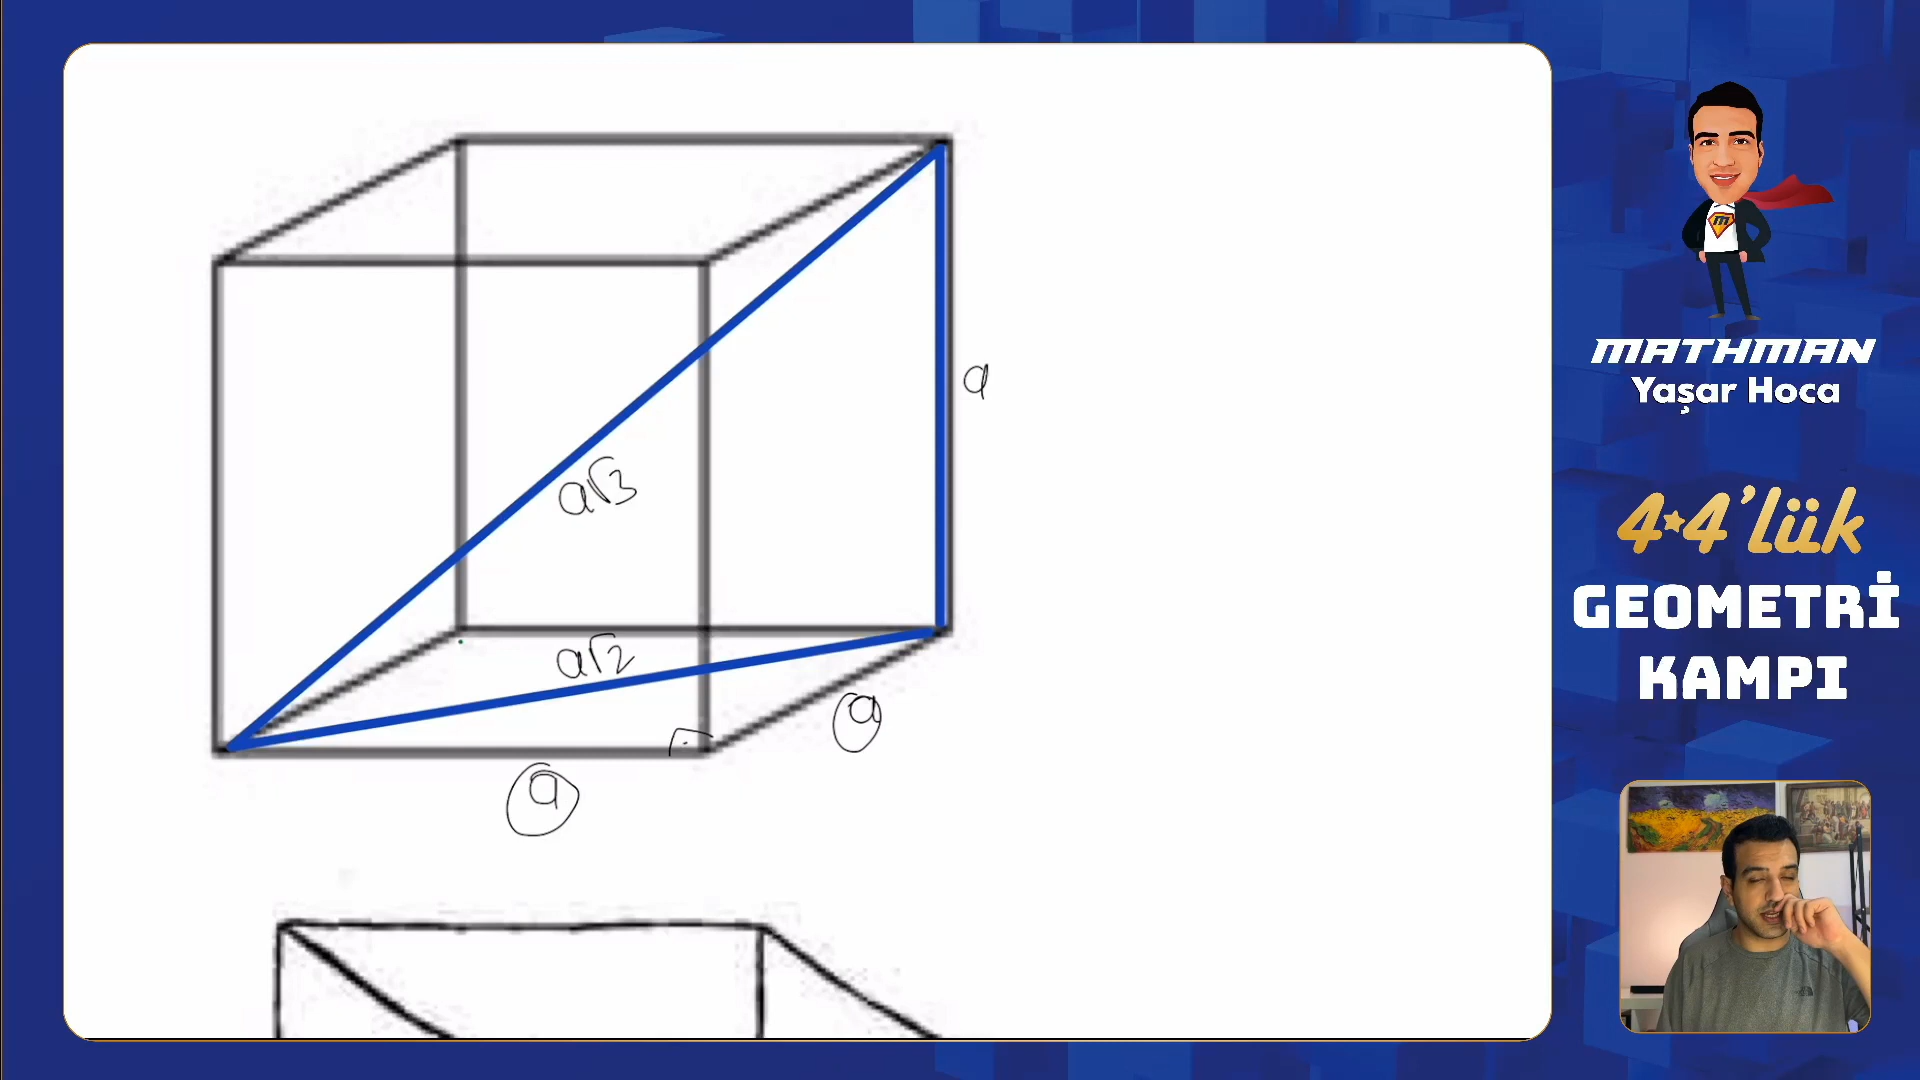 a
a√3
a√2
a
a
MATHMAN
Yaşar Hoca
4★4'lük
GEOMETRİ
KAMPI
m